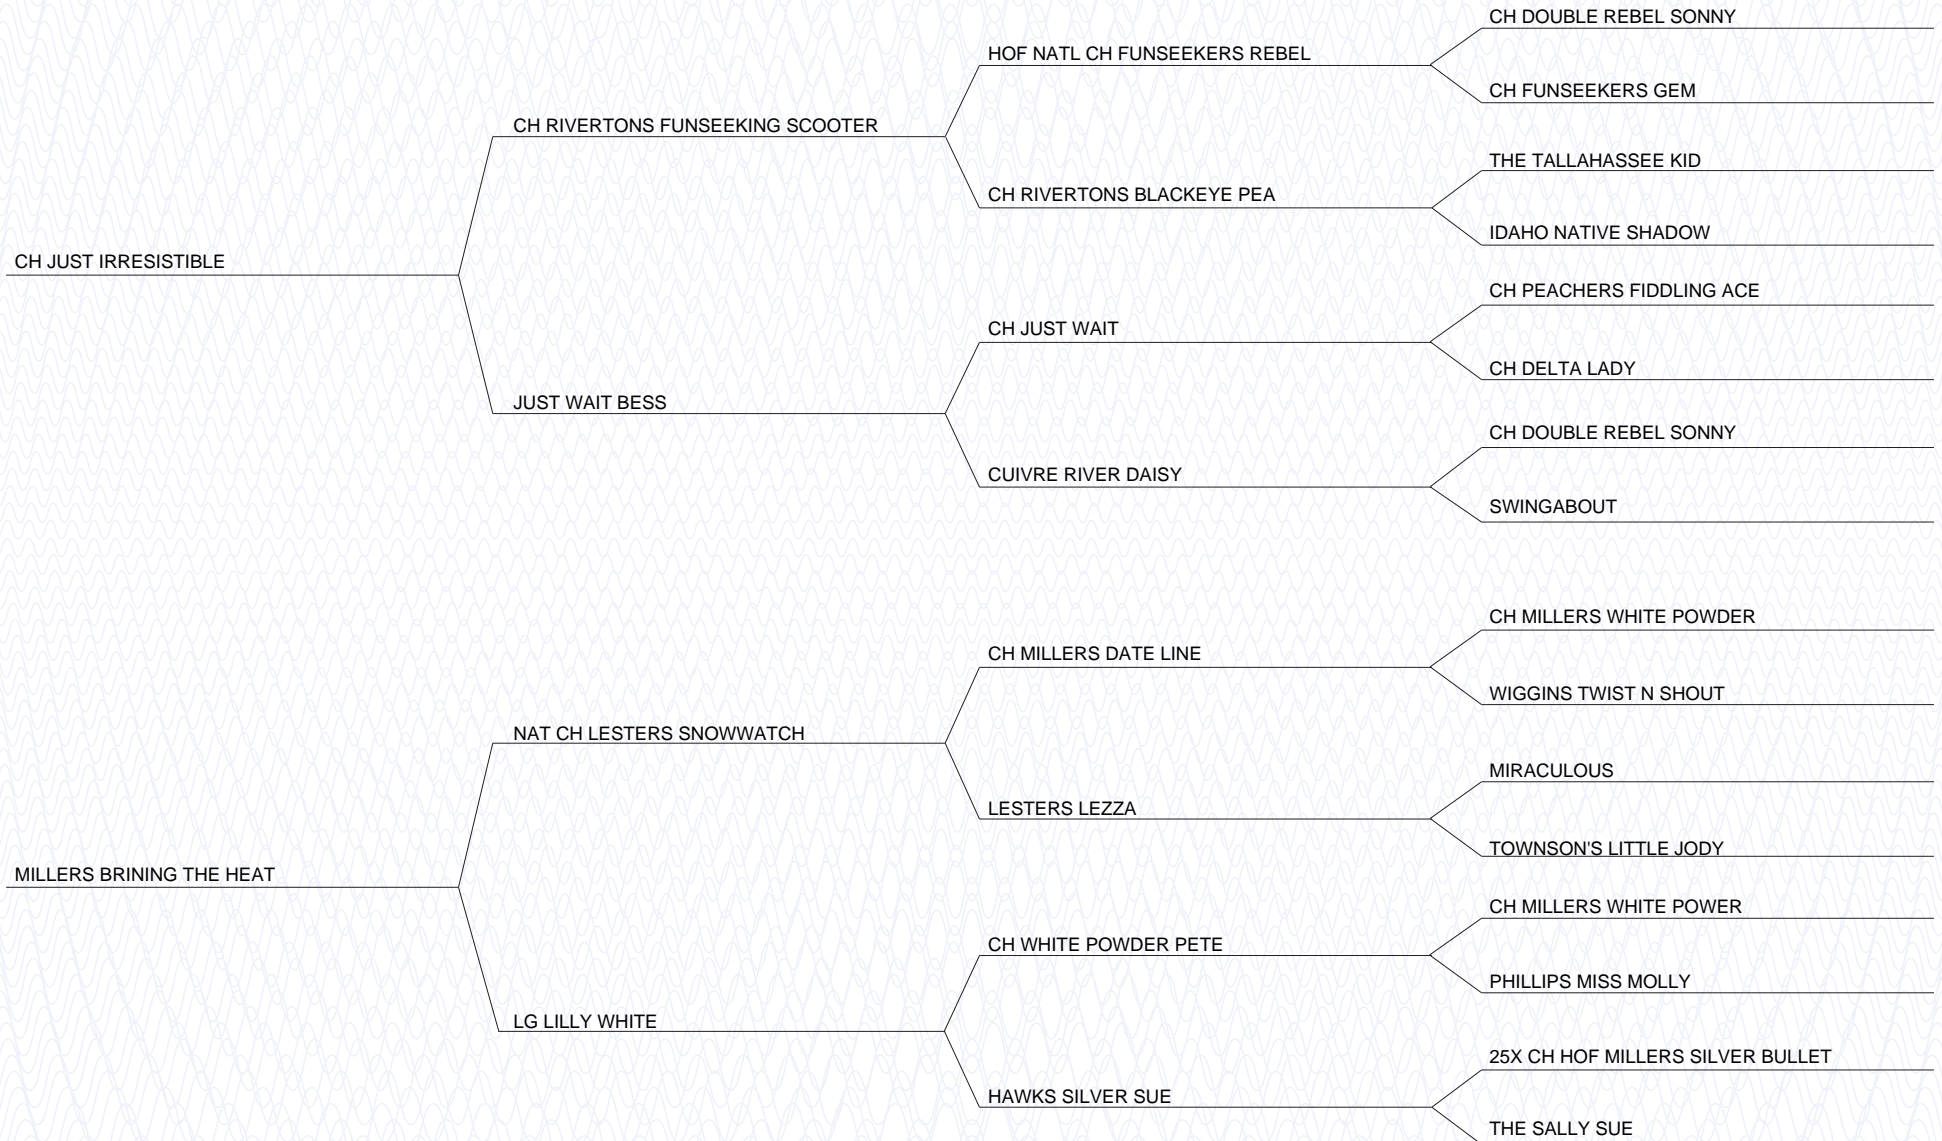 CH DOUBLE REBEL SONNY
HOF NATL CH FUNSEEKERS REBEL
CH FUNSEEKERS GEM
CH RIVERTONS FUNSEEKING SCOOTER
THE TALLAHASSEE KID
CH RIVERTONS BLACKEYE PEA
IDAHO NATIVE SHADOW
CH JUST IRRESISTIBLE
CH PEACHERS FIDDLING ACE
CH JUST WAIT
CH DELTA LADY
JUST WAIT BESS
CH DOUBLE REBEL SONNY
CUIVRE RIVER DAISY
SWINGABOUT
CH MILLERS WHITE POWDER
CH MILLERS DATE LINE
WIGGINS TWIST N SHOUT
NAT CH LESTERS SNOWWATCH
MIRACULOUS
LESTERS LEZZA
TOWNSON'S LITTLE JODY
MILLERS BRINING THE HEAT
CH MILLERS WHITE POWER
CH WHITE POWDER PETE
PHILLIPS MISS MOLLY
LG LILLY WHITE
25X CH HOF MILLERS SILVER BULLET
HAWKS SILVER SUE
THE SALLY SUE